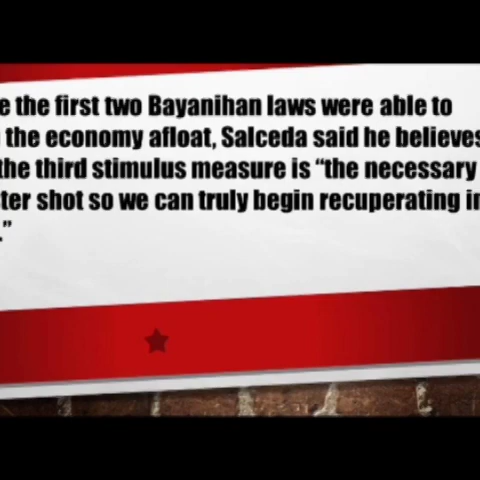 e the first two Bayanihan laws were able to
the economy afloat, Salceda said he believes
the third stimulus measure is “the necessary
ter shot so we can truly begin recuperating in
.”